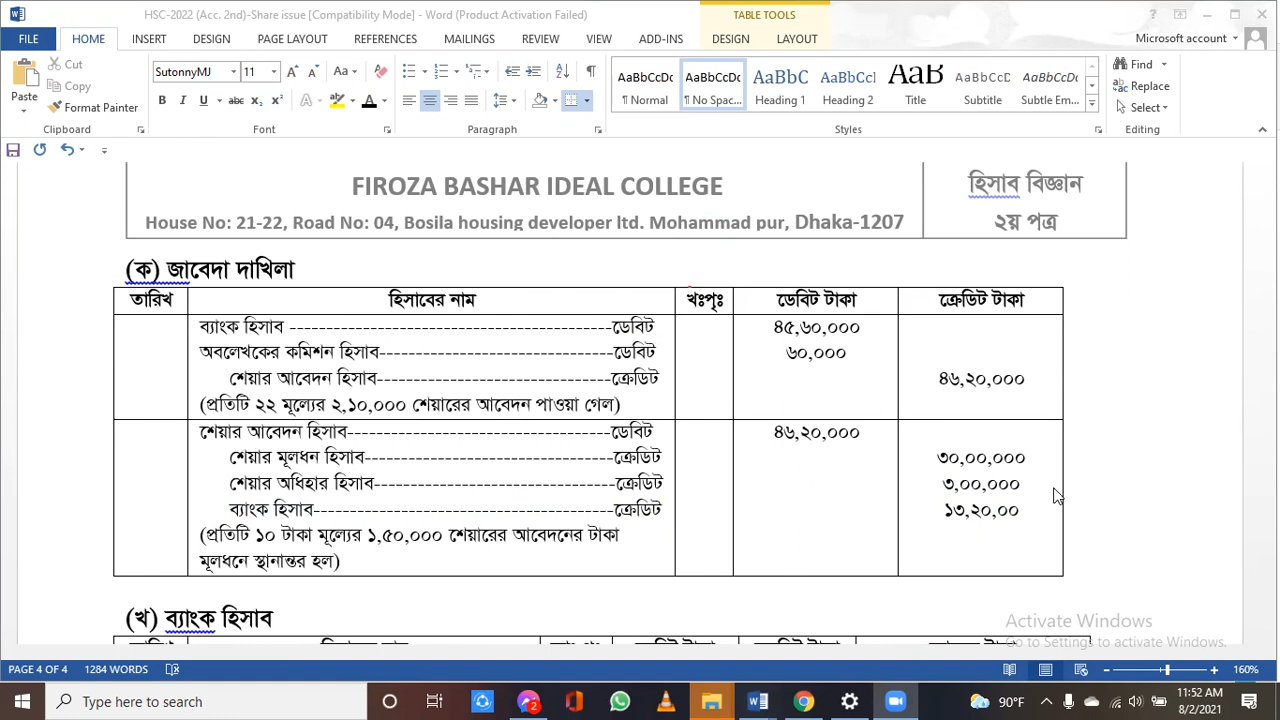 HSC-2022 (Acc. 2nd)-Share issue [Compatibility Mode] - Word (Product Activation Failed)
TABLE TOOLS
FILE HOME INSERT DESIGN PAGE LAYOUT REFERENCES MAILINGS REVIEW VIEW ADD-INS DESIGN LAYOUT Microsoft account
Cut
Copy
Format Painter
Paste
Clipboard
SutonnyMJ 11
Font
Paragraph
AaBbCcDc AaBbCcDc AaBbC AaBbCc AaB AaBbCcD AaBbCcDc
¶ Normal ¶ No Spac... Heading Heading 2 Title Subtitle Subtle Em...
Styles
Find
Replace
Select
Editing
FIROZA BASHAR IDEAL COLLEGE
House No: 21-22, Road No: 04, Bosila housing developer ltd. Mohammad pur, Dhaka-1207
হিসাব বিজ্ঞান
২য় পত্র
(ক) জাবেদা দাখিলা
তারিখ হিসাবের নাম খঃপৃঃ ডেবিট টাকা ক্রেডিট টাকা
ব্যাংক হিসাব --------------------------------------------ডেবিট ৪৫,৬০,০০০
অবলেখকের কমিশন হিসাব--------------------------------ডেবিট ৬০,০০০
শেয়ার আবেদন হিসাব--------------------------------ক্রেডিট ৪৬,২০,০০০
(প্রতিটি ২২ মূল্যের ২,১০,০০০ শেয়ারের আবেদন পাওয়া গেল)
শেয়ার আবেদন হিসাব------------------------------------ডেবিট ৪৬,২০,০০০
শেয়ার মূলধন হিসাব----------------------------------ক্রেডিট ৩০,০০,০০০
শেয়ার অধিহার হিসাব---------------------------------ক্রেডিট ৩,০০,০০০
ব্যাংক হিসাব-----------------------------------------ক্রেডিট ১৩,২০,০০
(প্রতিটি ১০ টাকা মূল্যের ১,৫০,০০০ শেয়ারের আবেদনের টাকা
মূলধনে স্থানান্তর হল)
(খ) ব্যাংক হিসাব
Activate Windows
Go to Settings to activate Windows.
PAGE 4 OF 4 1284 WORDS 160%
Type here to search
2
90°F
11:52 AM
8/2/2021